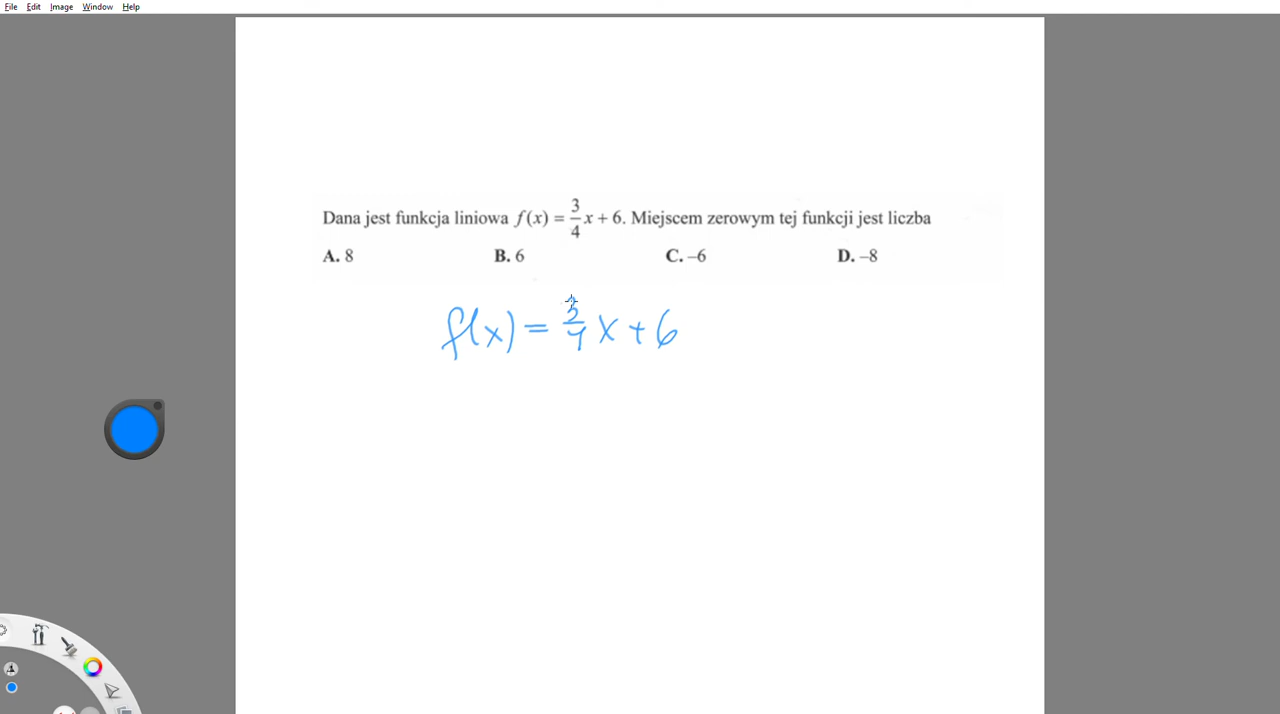 File Edit Image Window Help
Dana jest funkcja liniowa f(x) = 3/4 x + 6. Miejscem zerowym tej funkcji jest liczba
A. 8 B. 6 C. –6 D. –8
f(x) = 3/4 x + 6